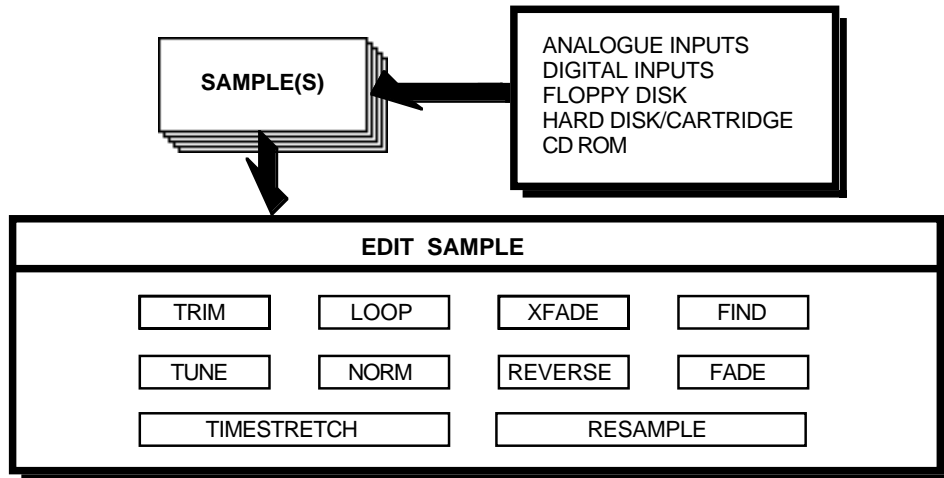 SAMPLE(S)
ANALOGUE INPUTS
DIGITAL INPUTS
FLOPPY DISK
HARD DISK/CARTRIDGE
CD ROM
EDIT SAMPLE
TRIM LOOP XFADE FIND
TUNE NORM REVERSE FADE
TIMESTRETCH RESAMPLE